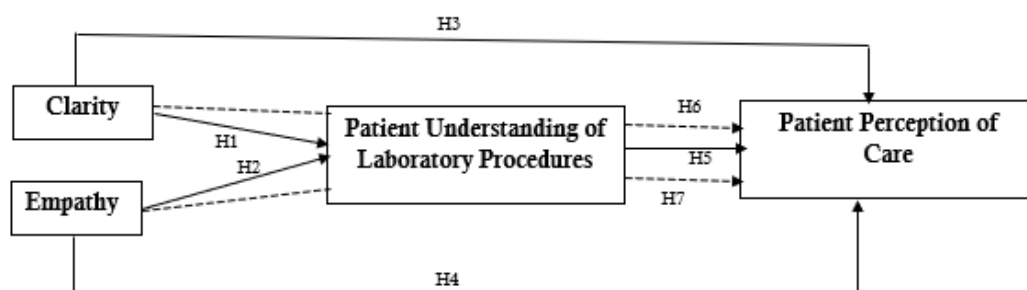 H3
Clarity
H1
Patient Understanding of
Laboratory Procedures
H6
Patient Perception of
Care
H5
H2
Empathy
H7
H4